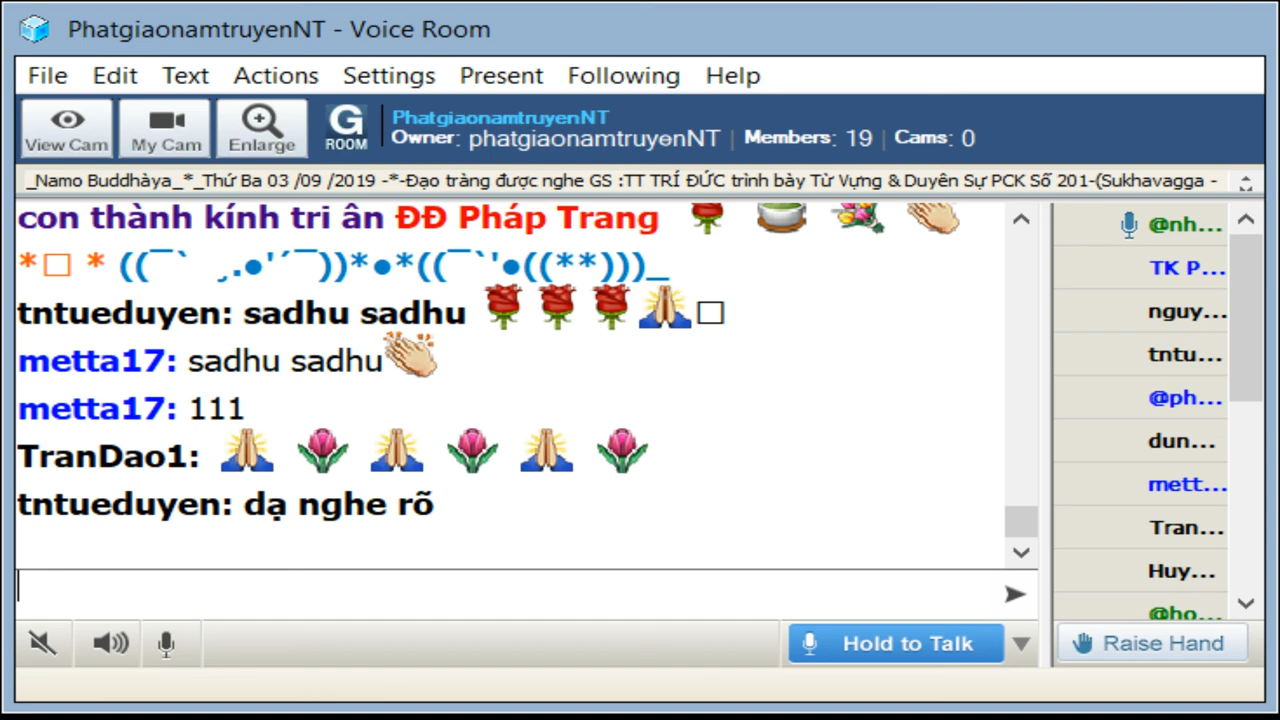 PhatgiaonamtruyenNT - Voice Room
File Edit Text Actions Settings Present Following Help
View Cam My Cam Enlarge G ROOM
PhatgiaonamtruyenNT
Owner: phatgiaonamtruyenNT | Members: 19 | Cams: 0
_Namo Buddhàya_*_Thứ Ba 03 /09 /2019 -*-Đạo tràng được nghe GS :TT TRÍ ĐỨC trình bày Từ Vựng & Duyên Sự PCK Số 201-(Sukhavagga -
con thành kính tri ân ĐĐ Pháp Trang 🌹 🍵 💐 👏
*□ * ((¯` ¸.●'´¯))*●*((¯`'●((**)))_
tntueduyen: sadhu sadhu 🌹 🌹 🌹 🙏□
metta17: sadhu sadhu👏
metta17: 111
TranDao1: 🙏 🌷 🙏 🌷 🙏 🌷
tntueduyen: dạ nghe rõ
@nh...
TK P...
nguy...
tntu...
@ph...
dun...
mett...
Tran...
Huy...
@ho...
Hold to Talk
Raise Hand